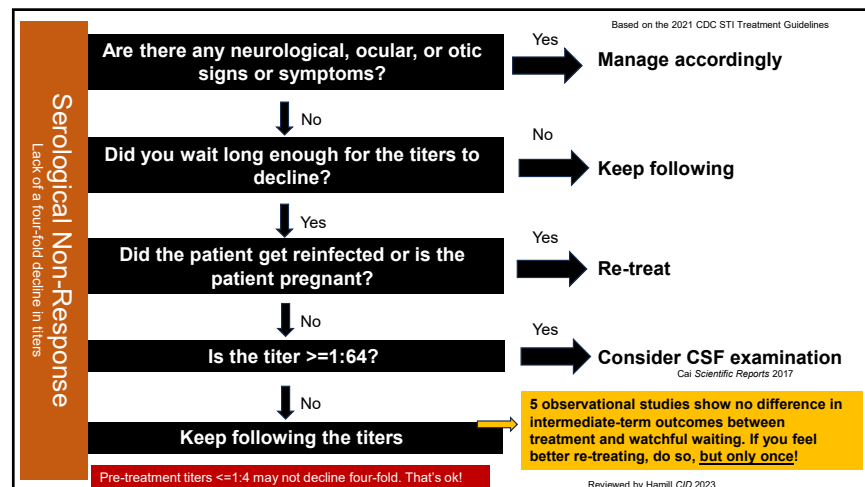 Based on the 2021 CDC STI Treatment Guidelines
Serological Non-Response
Lack of a four-fold decline in titers
Are there any neurological, ocular, or otic
signs or symptoms?
Yes
Manage accordingly
No
Did you wait long enough for the titers to
decline?
No
Keep following
Yes
Did the patient get reinfected or is the
patient pregnant?
Yes
Re-treat
No
Is the titer >=1:64?
Yes
Consider CSF examination
Cai Scientific Reports 2017
No
Keep following the titers
5 observational studies show no difference in
intermediate-term outcomes between
treatment and watchful waiting. If you feel
better re-treating, do so, but only once!
Pre-treatment titers <=1:4 may not decline four-fold. That's ok!
Reviewed by Hamill CID 2023